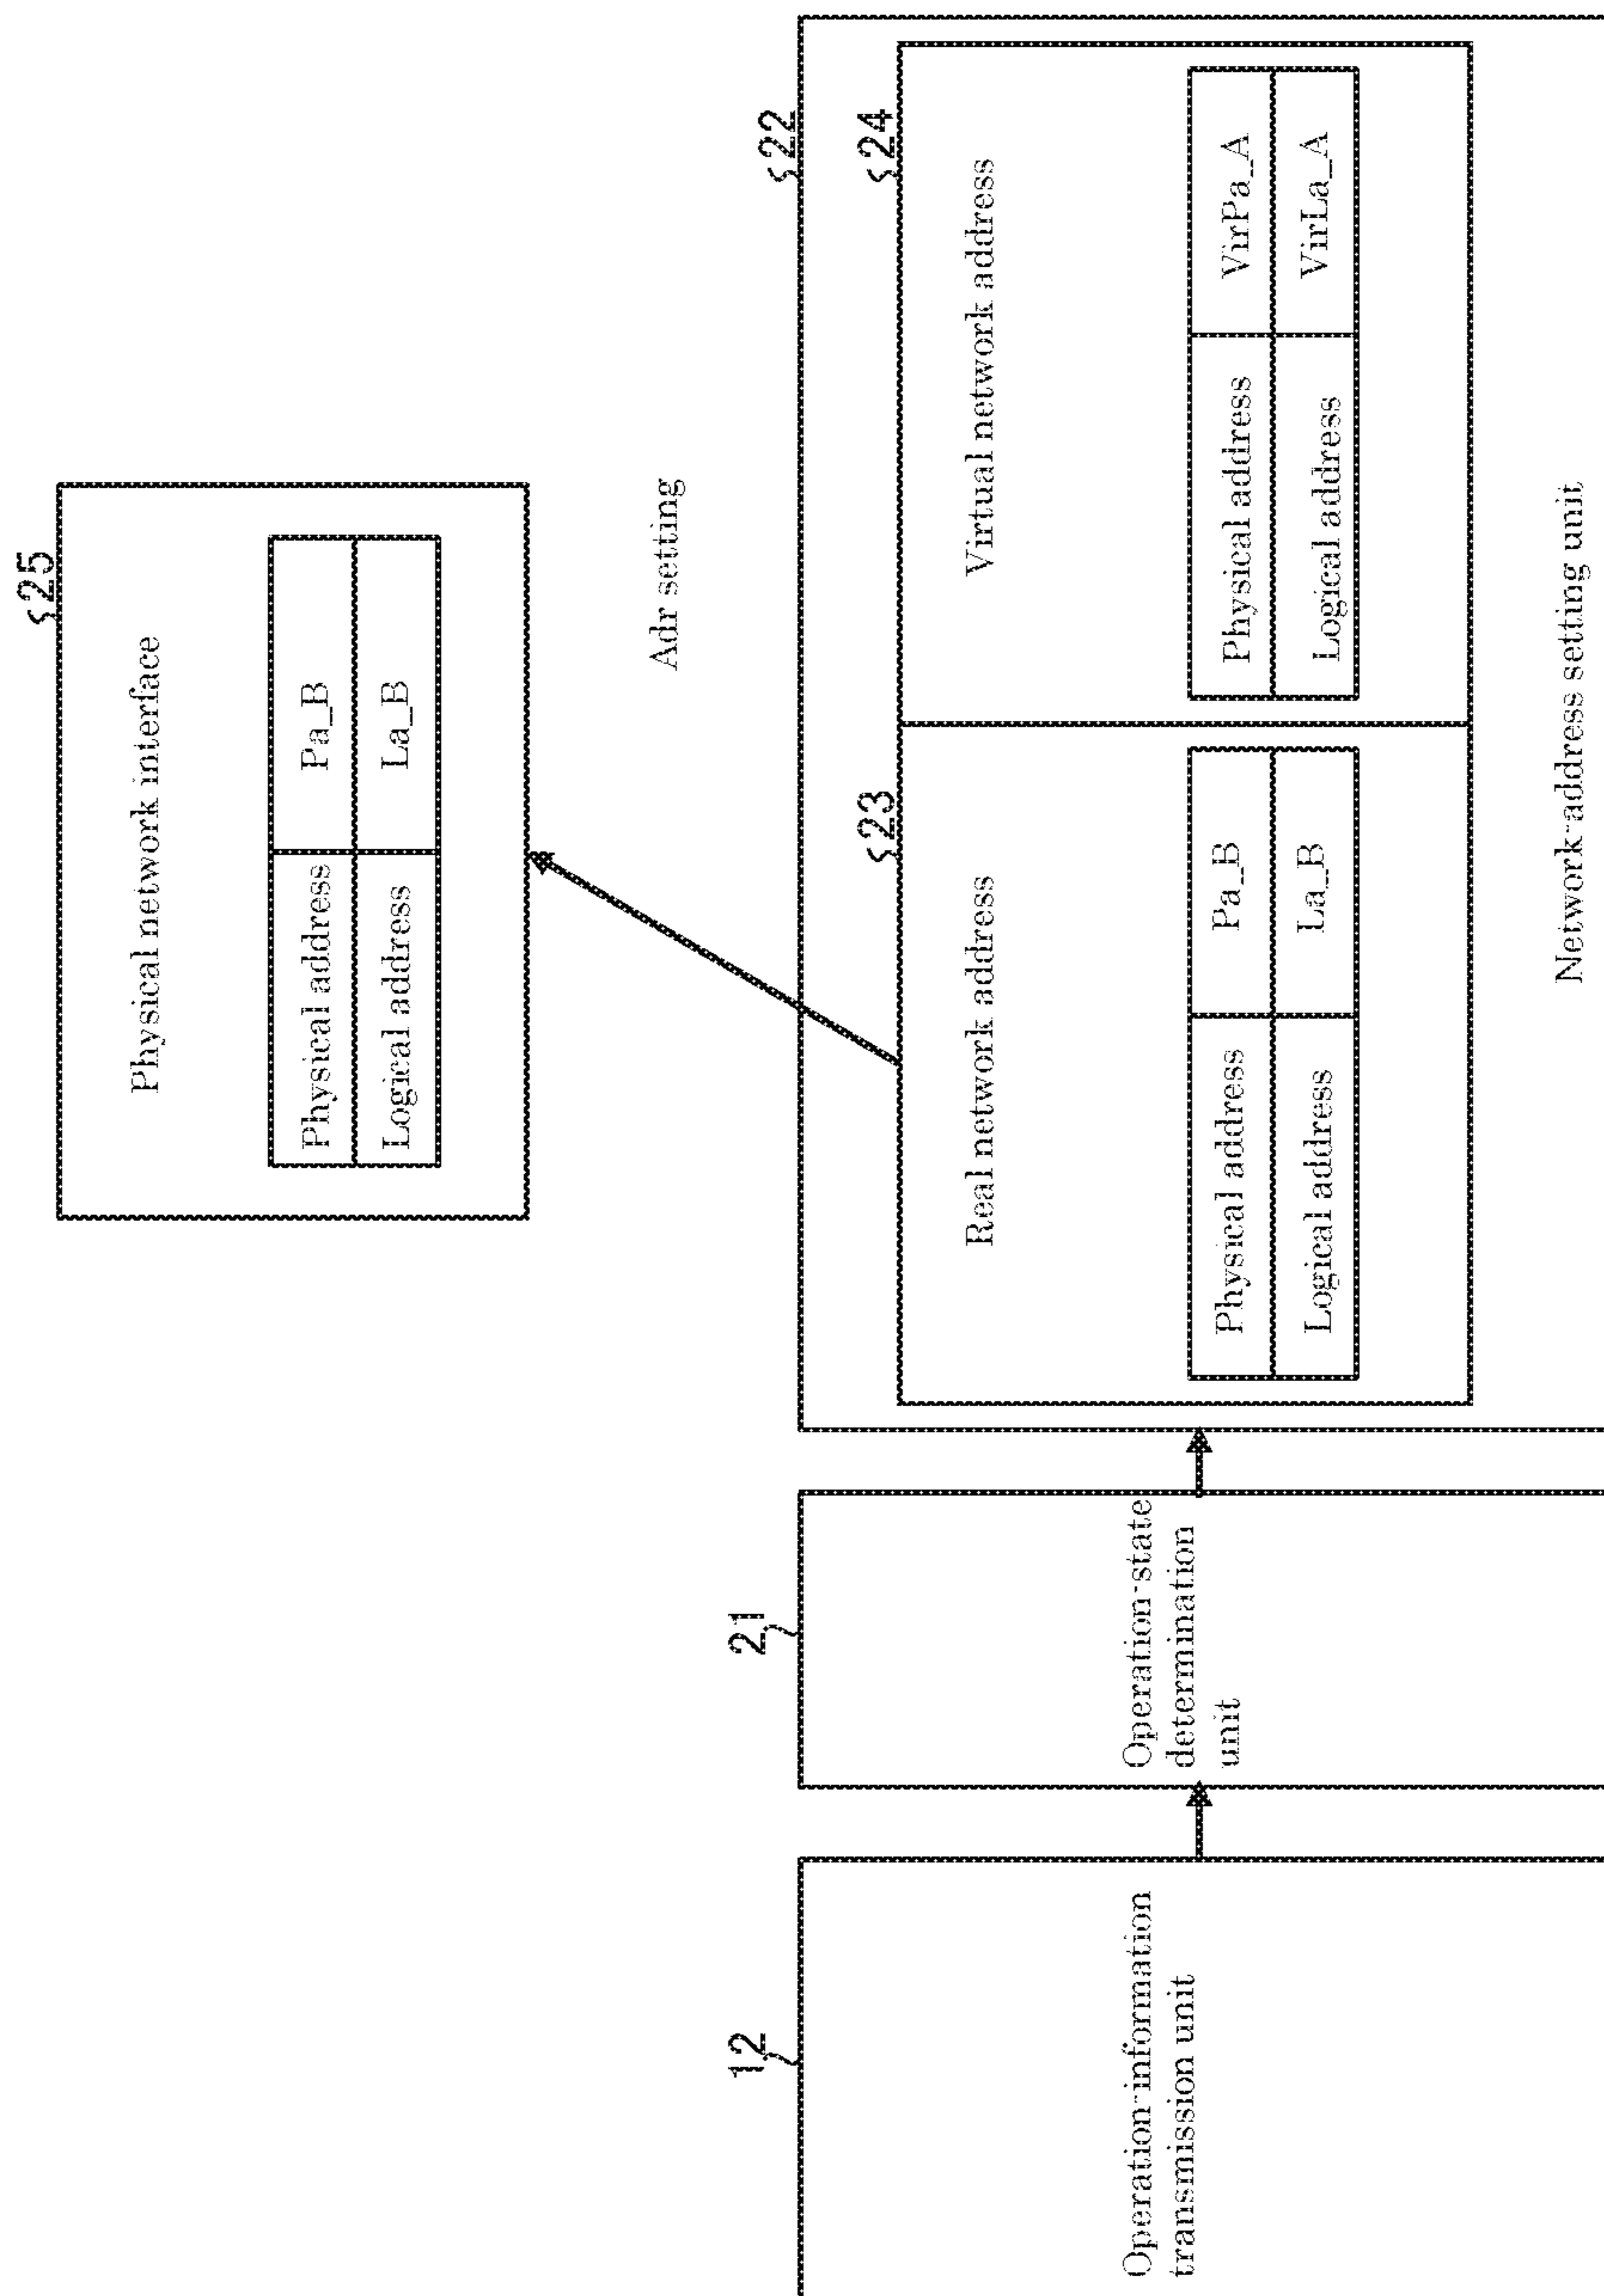 25
Physical network interface
Physical address Pa_B
Logical address La_B
Adr setting
12
Operation-information
transmission unit
21
Operation-state
determination
unit
22
23
Real network address
Physical address Pa_B
Logical address La_B
24
Virtual network address
Physical address VirPa_A
Logical address VirLa_A
Network-address setting unit